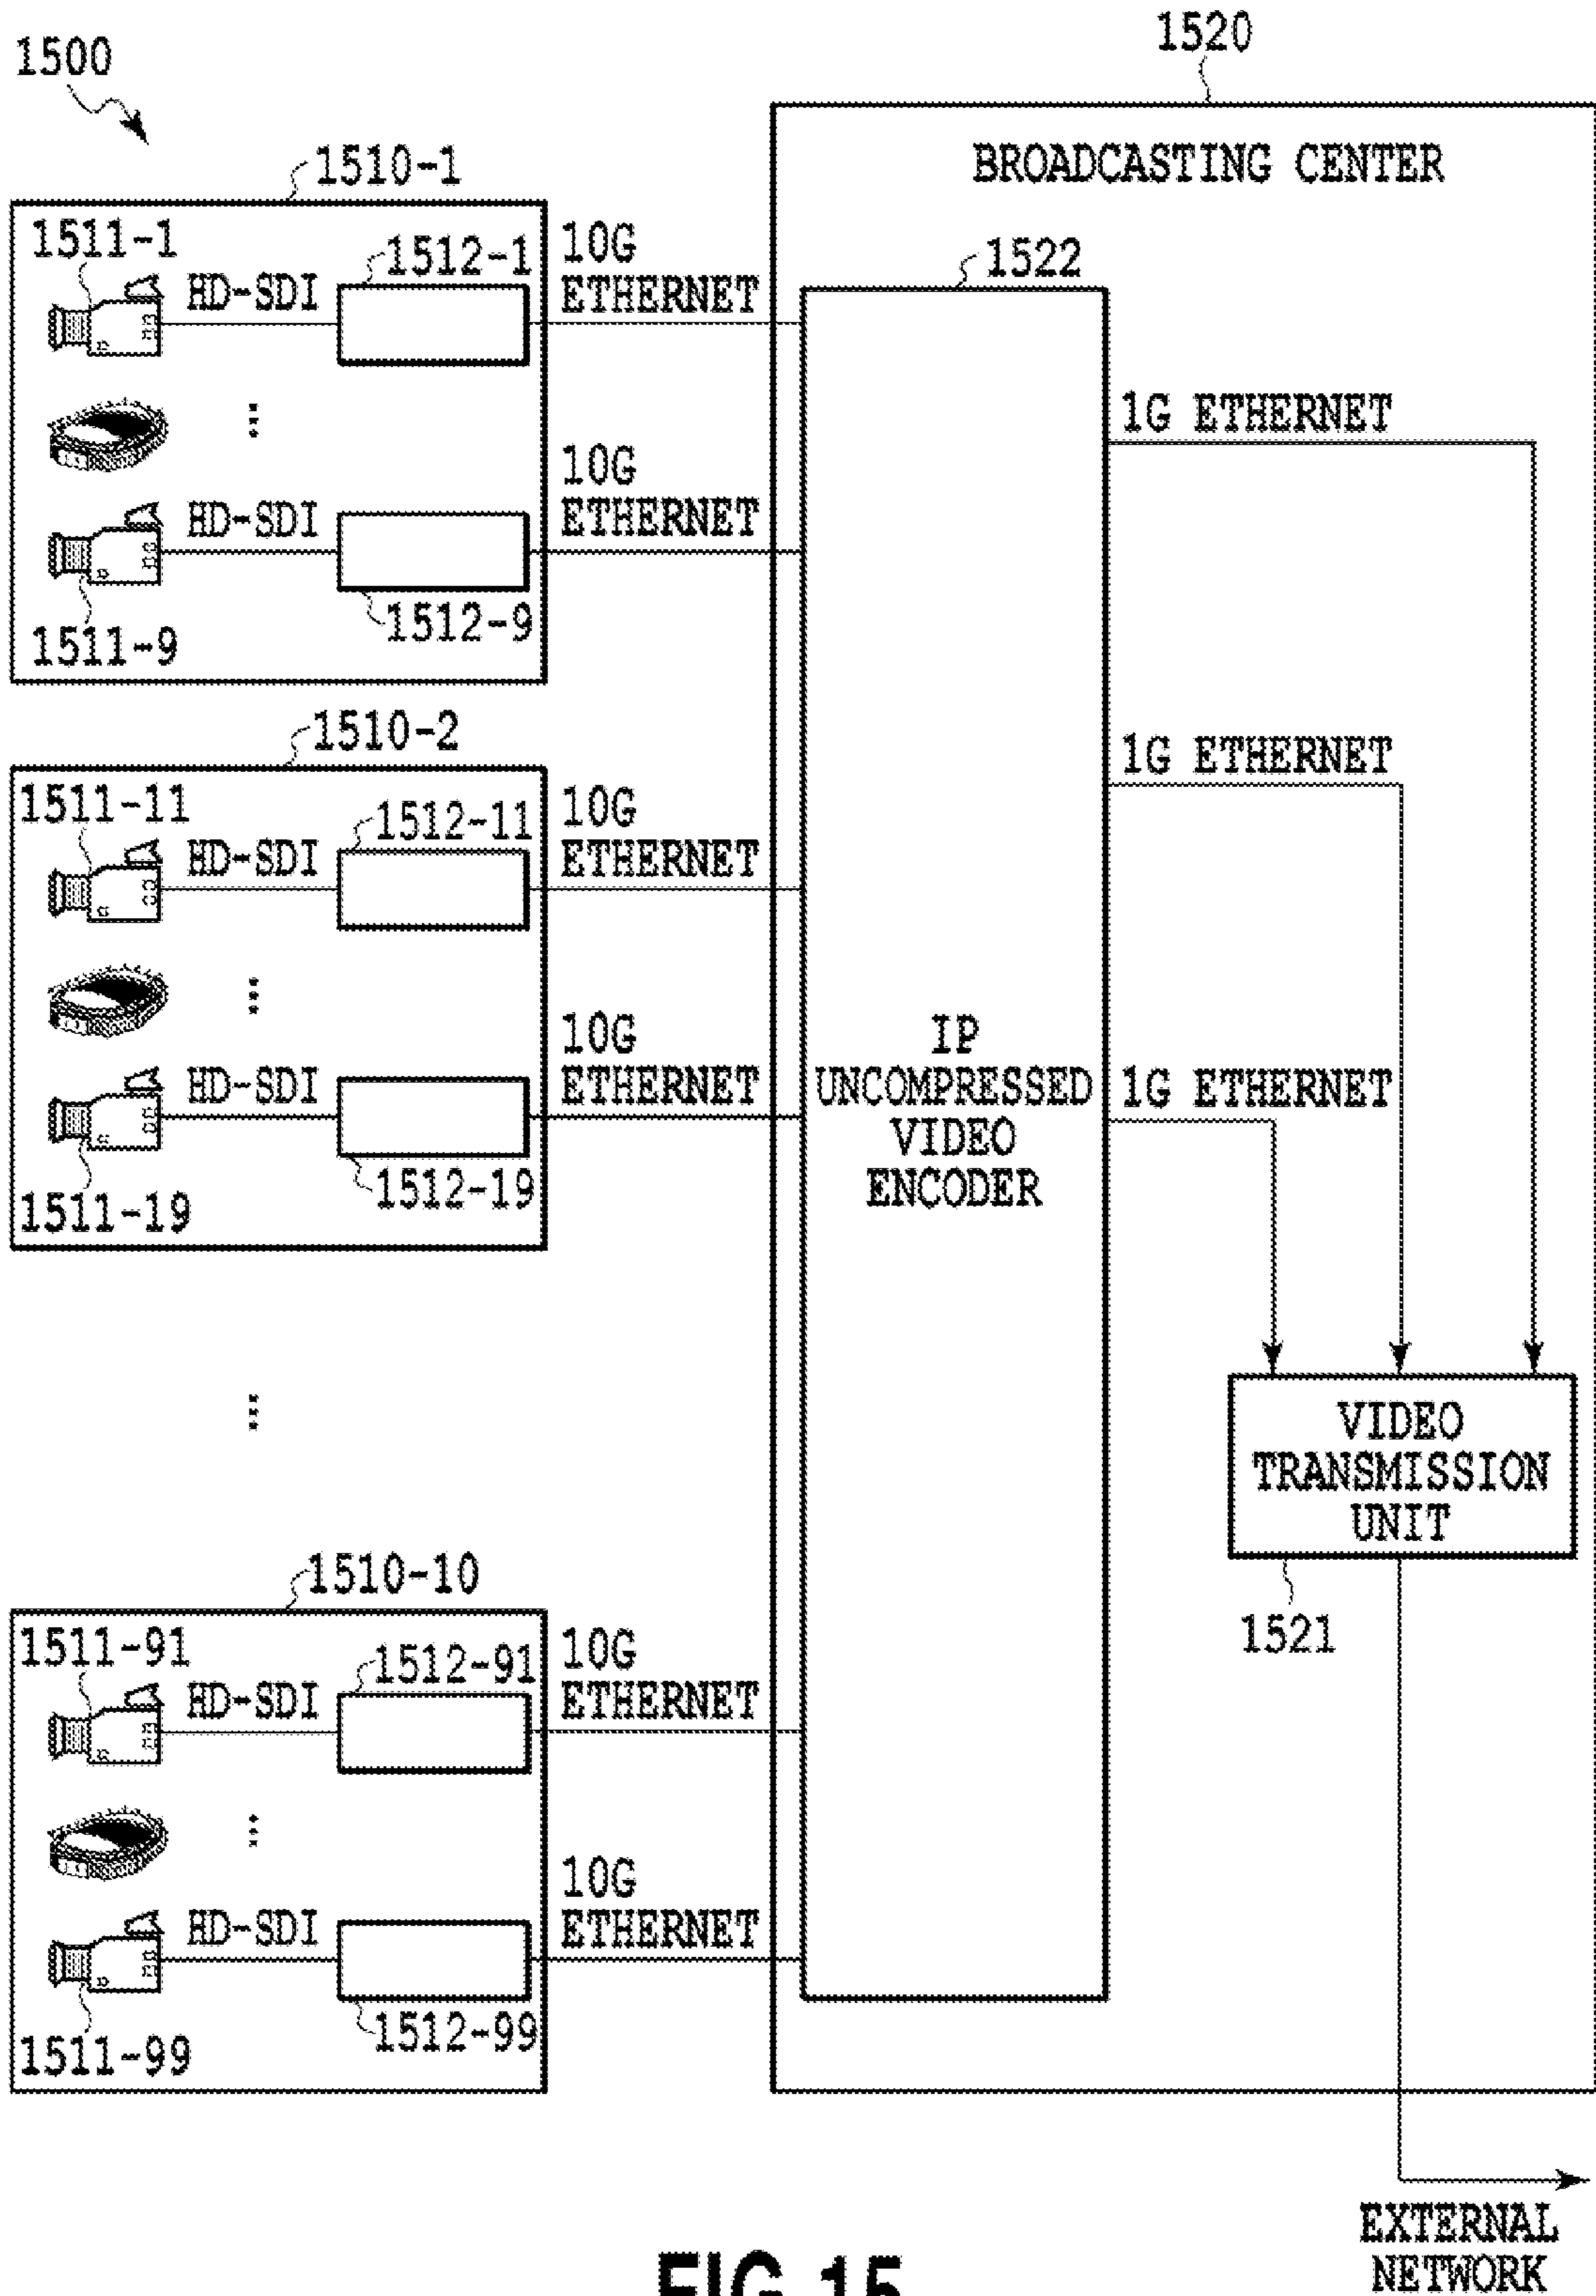 1500
1520
BROADCASTING CENTER
1510-1
1511-1
HD-SDI
1512-1
10G
ETHERNET
1522
1G ETHERNET
...
10G
ETHERNET
HD-SDI
1511-9
1512-9
1510-2
1G ETHERNET
1511-11
HD-SDI
1512-11
10G
ETHERNET
...
10G
ETHERNET
HD-SDI
1511-19
1512-19
IP
UNCOMPRESSED
VIDEO
ENCODER
1G ETHERNET
...
VIDEO
TRANSMISSION
UNIT
1521
1510-10
1511-91
HD-SDI
1512-91
10G
ETHERNET
...
10G
ETHERNET
HD-SDI
1511-99
1512-99
EXTERNAL
NETWORK
FIG.15